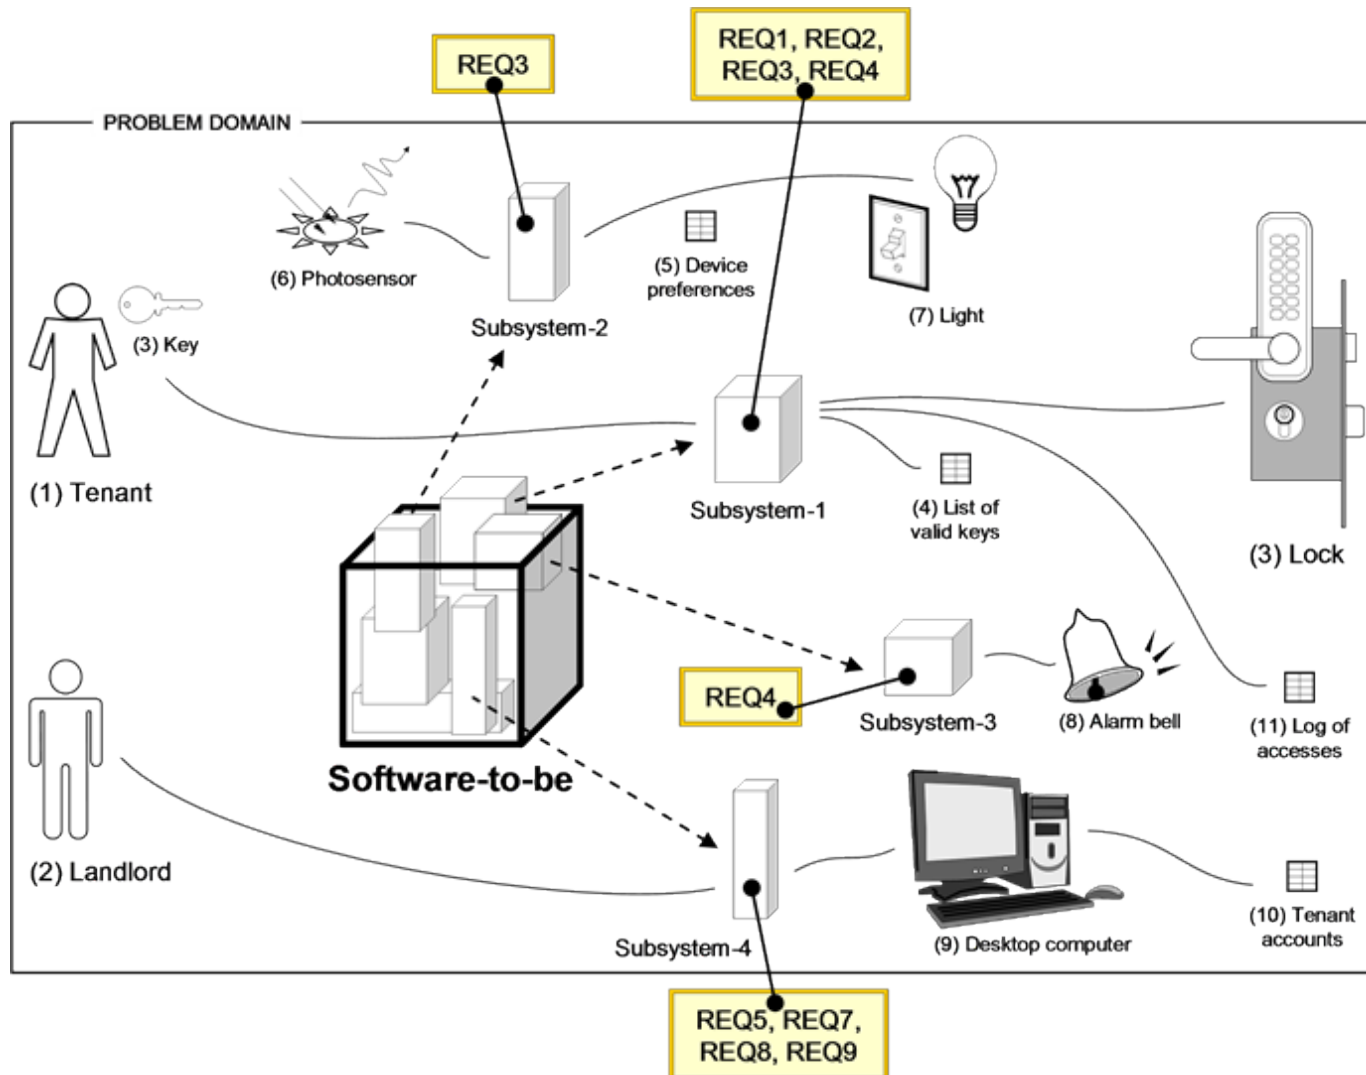 REQ3
REQ1, REQ2,
REQ3, REQ4
PROBLEM DOMAIN
(6) Photosensor
(5) Device
preferences
(7) Light
(3) Key
Subsystem-2
(1) Tenant
Subsystem-1
(4) List of
valid keys
(3) Lock
REQ4
Subsystem-3
(8) Alarm bell
(11) Log of
accesses
Software-to-be
(2) Landlord
Subsystem-4
(9) Desktop computer
(10) Tenant
accounts
REQ5, REQ7,
REQ8, REQ9